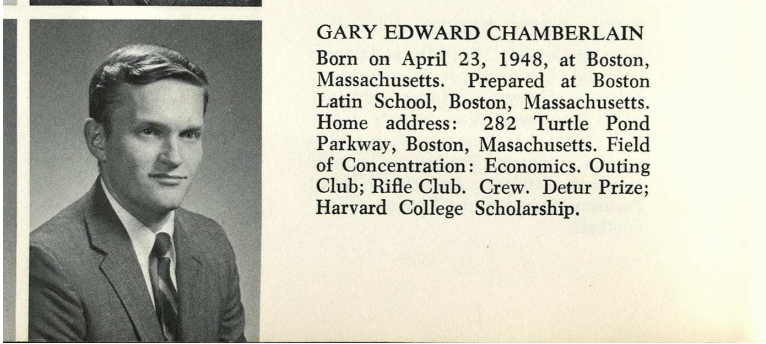 GARY EDWARD CHAMBERLAIN
Born on April 23, 1948, at Boston,
Massachusetts. Prepared at Boston
Latin School, Boston, Massachusetts.
Home address: 282 Turtle Pond
Parkway, Boston, Masachusetts. Field
of Concentration: Economics. Outing
Club; Rifle Club. Crew. Detur Prize;
Harvard College Scholarship.